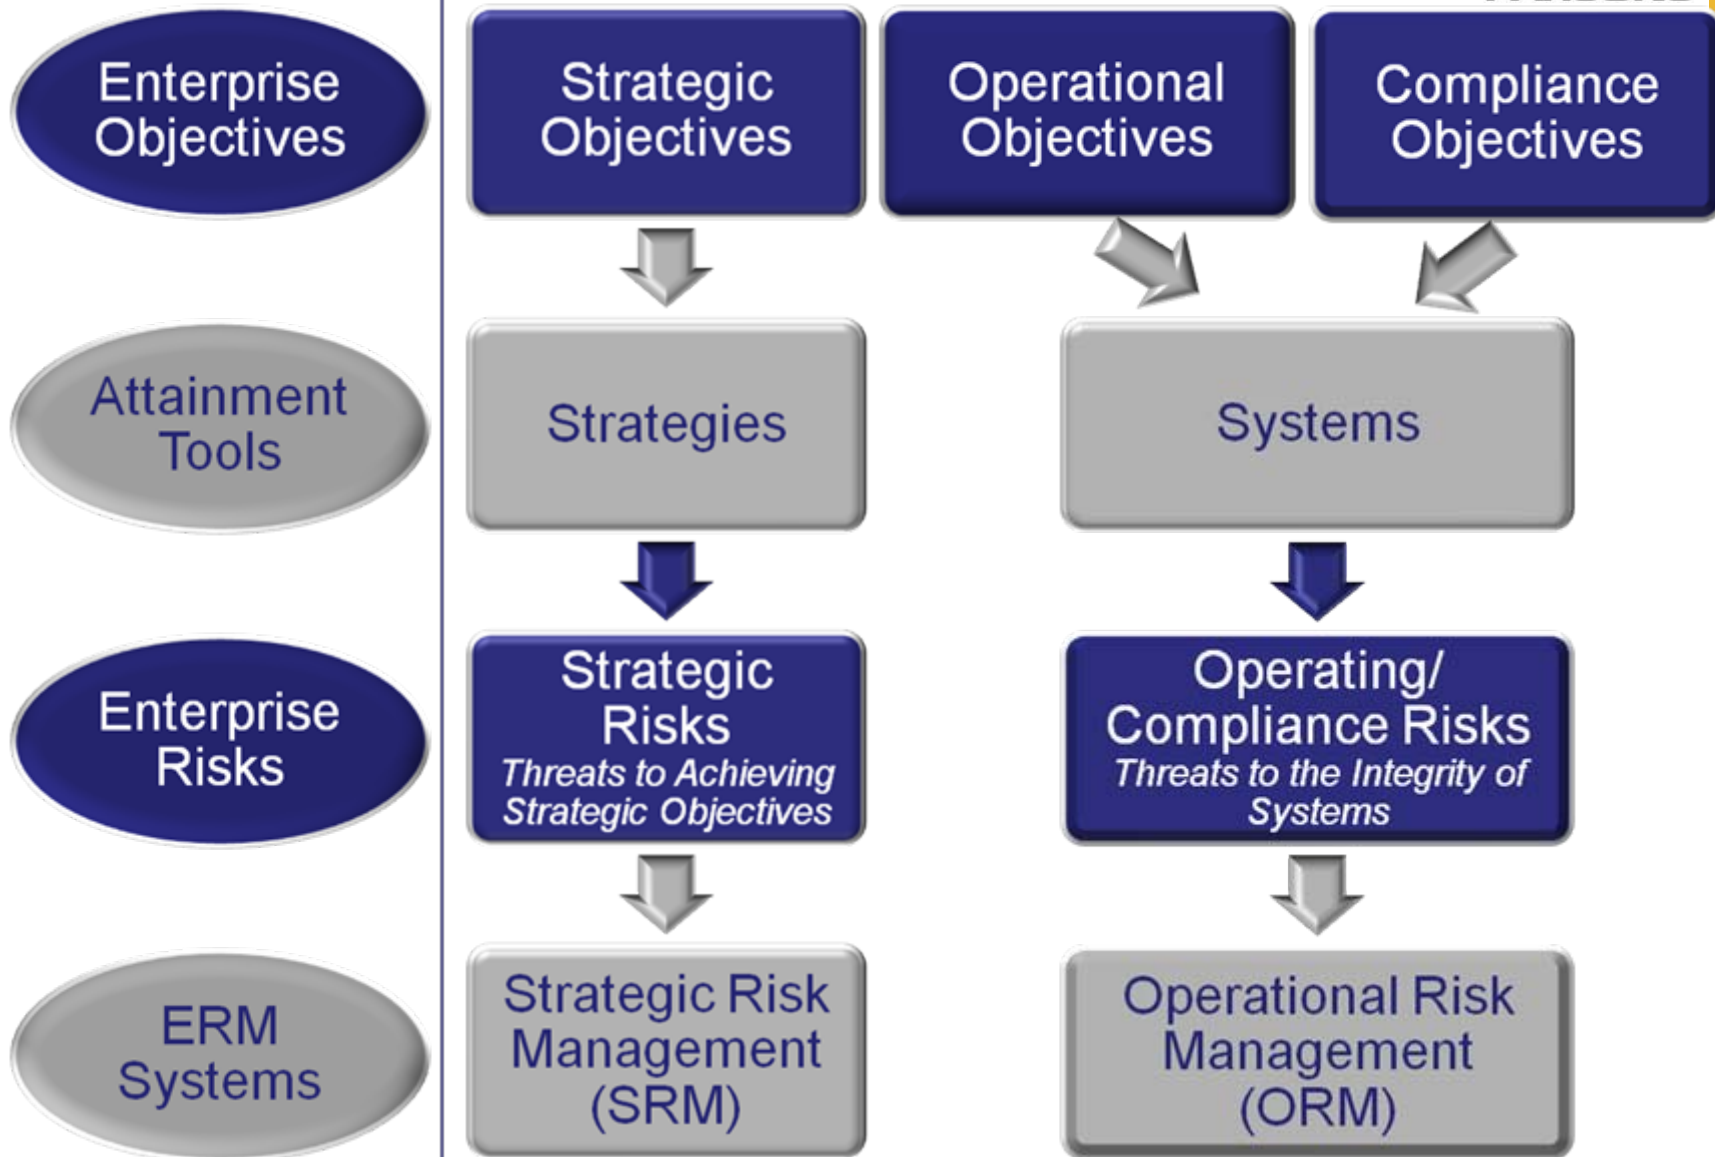 Enterprise
Objectives
Strategic
Objectives
Operational
Objectives
Compliance
Objectives
Attainment
Tools
Strategies
Systems
Enterprise
Risks
Strategic
Risks
Threats to Achieving
Strategic Objectives
Operating/
Compliance Risks
Threats to the Integrity of
Systems
ERM
Systems
Strategic Risk
Management
(SRM)
Operational Risk
Management
(ORM)